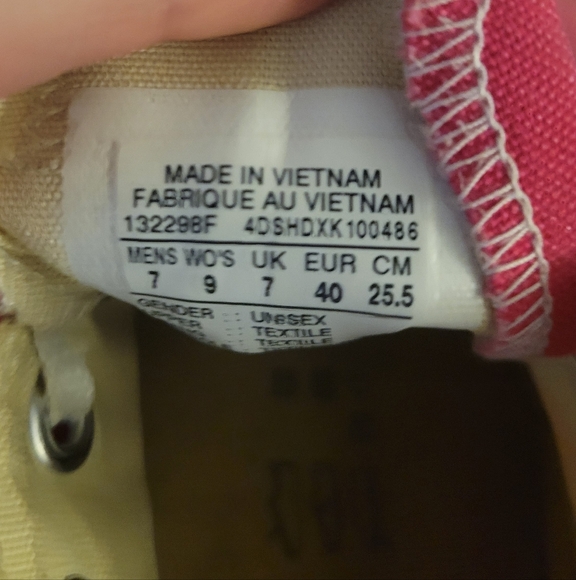 MADE IN VIETNAM
FABRIQUE AU VIETNAM
132298F 4DSHDXK100486
MENS WO'S UK EUR CM
7 9 7 40 25.5
GENDER :: UNISEX
UPPER :: TEXTILE
:: TEXTILE